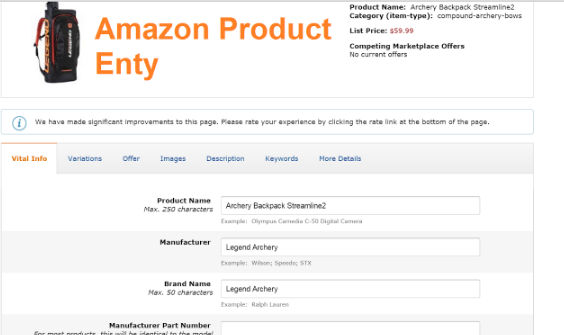 Product Name: Archery Backpack Streamline2
Category (item-type): compound-archery-bows
List Price: $59.99
Competing Marketplace Offers
No current offers
Amazon Product
Enty
We have made significant improvements to this page. Please rate your experience by clicking the rate link at the bottom of the page.
Vital Info Variations Offer Images Description Keywords More Details
Product Name
Max. 250 characters
Archery Backpack Streamline2
Example: Olympus Camedia C-50 Digital Camera
Manufacturer
Legend Archery
Example: Wilson; Speedo; STX
Brand Name
Max. 50 characters
Legend Archery
Example: Ralph Lauren
Manufacturer Part Number
For most products, this will be identical to the model